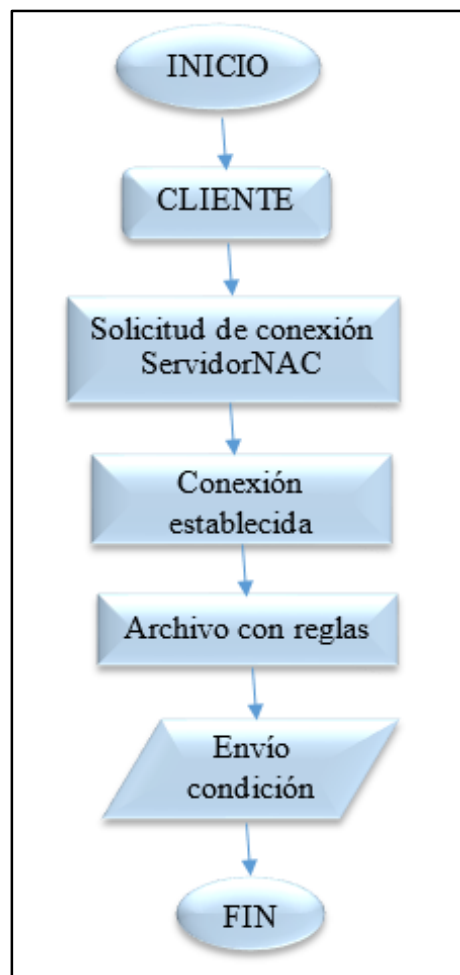 INICIO
CLIENTE
Solicitud de conexión
ServidorNAC
Conexión
establecida
Archivo con reglas
Envío
condición
FIN